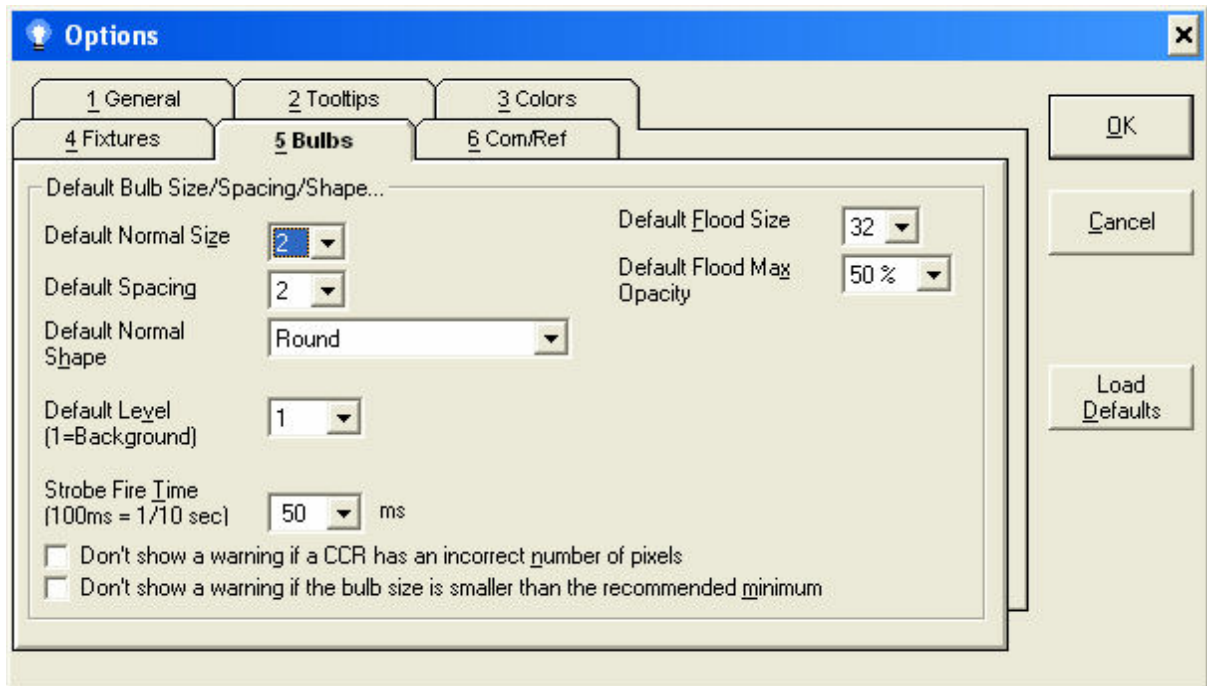 Options
1 General
2 Tooltips
3 Colors
4 Fixtures
5 Bulbs
6 Com/Ref
OK
Cancel
Load
Defaults
Default Bulb Size/Spacing/Shape...
Default Normal Size
2
Default Spacing
2
Default Normal
Shape
Round
Default Flood Size
32
Default Flood Max
Opacity
50 %
Default Level
(1=Background)
1
Strobe Fire Time
(100ms = 1/10 sec)
50
ms
Don't show a warning if a CCR has an incorrect number of pixels
Don't show a warning if the bulb size is smaller than the recommended minimum